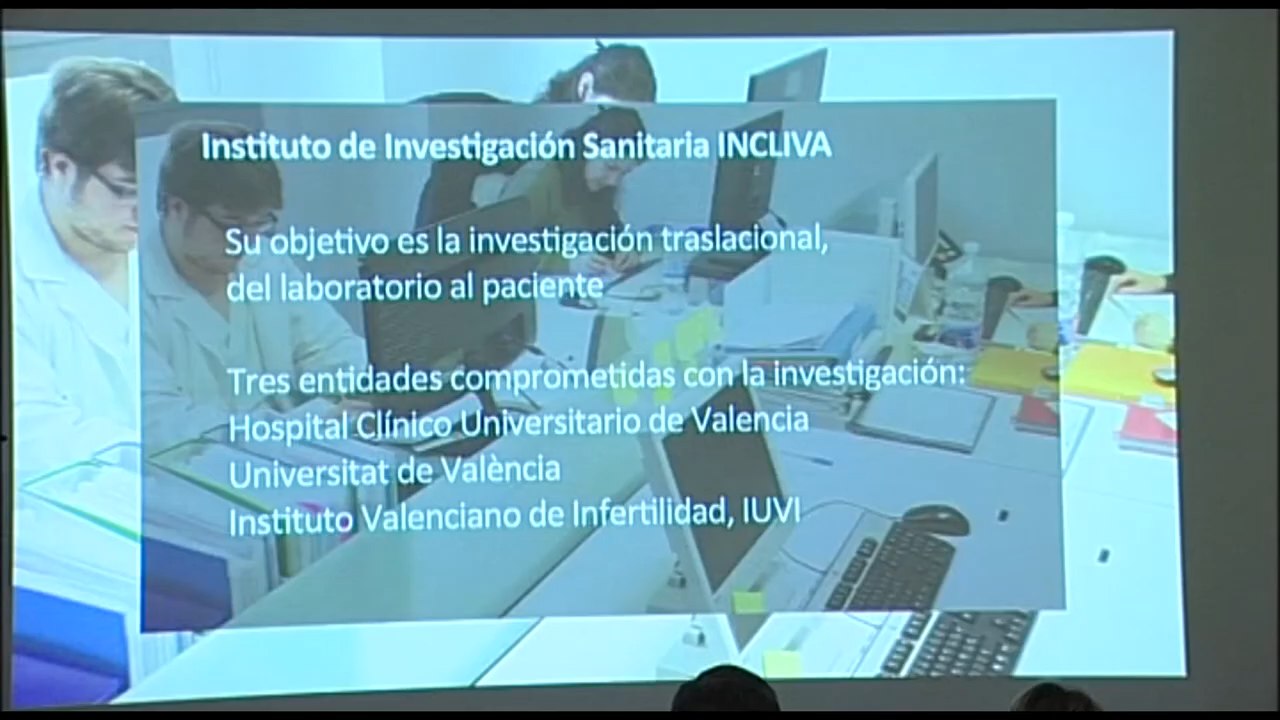 Instituto de Investigación Sanitaria INCLIVA
Su objetivo es la investigación traslacional,
del laboratorio al paciente
Tres entidades comprometidas con la investigación:
Hospital Clínico Universitario de Valencia
Universitat de València
Instituto Valenciano de Infertilidad, IUVI